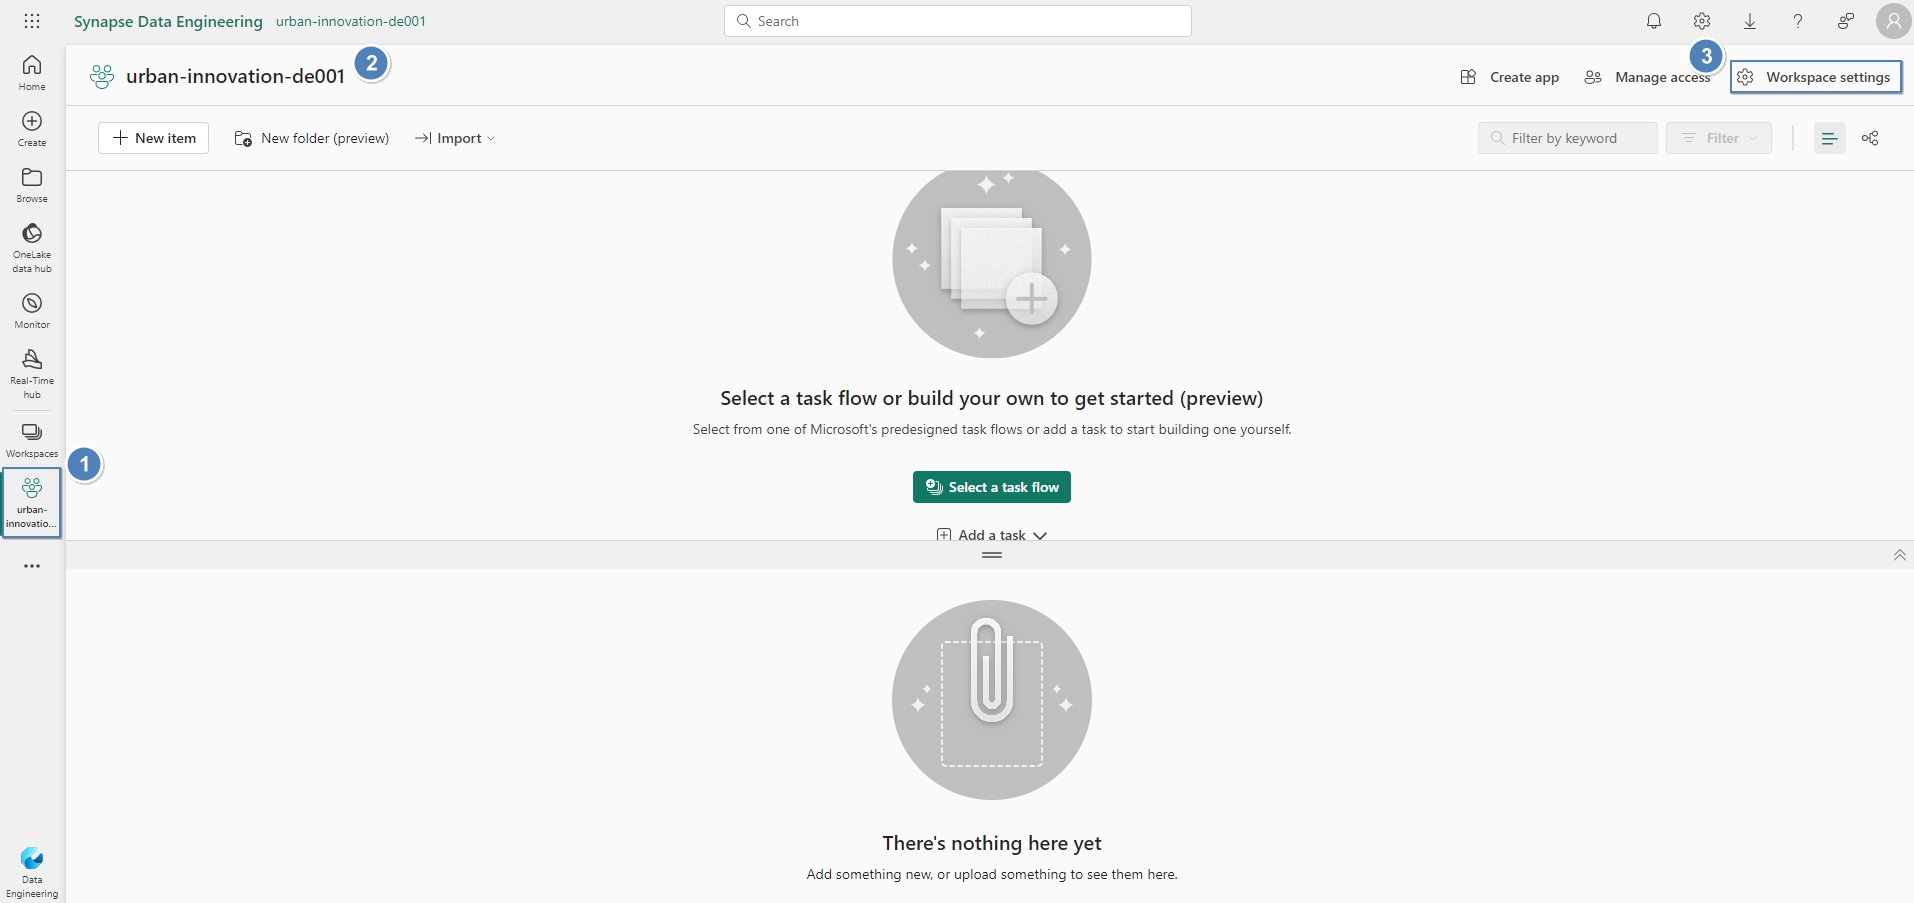 Synapse Data Engineering urban-innovation-de001
Search
Home
Create
Browse
OneLake
data hub
Monitor
Real-Time
hub
Workspaces
1
urban-
innovatio...
Data
Engineering
urban-innovation-de001
2
Create app
Manage access
3
Workspace settings
New item
New folder (preview)
Import
Filter by keyword
Filter
Select a task flow or build your own to get started (preview)
Select from one of Microsoft's predesigned task flows or add a task to start building one yourself.
Select a task flow
Add a task
There's nothing here yet
Add something new, or upload something to see them here.